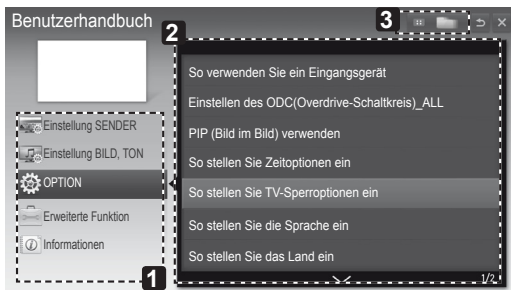 Benutzerhandbuch
3
2
So verwenden Sie ein Eingangsgerät
Einstellen des ODC(Overdrive-Schaltkreis)_ALL
PIP (Bild im Bild) verwenden
So stellen Sie Zeitoptionen ein
So stellen Sie TV-Sperroptionen ein
So stellen Sie die Sprache ein
So stellen Sie das Land ein
1/2
Einstellung SENDER
Einstellung BILD, TON
OPTION
Erweiterte Funktion
Informationen
1